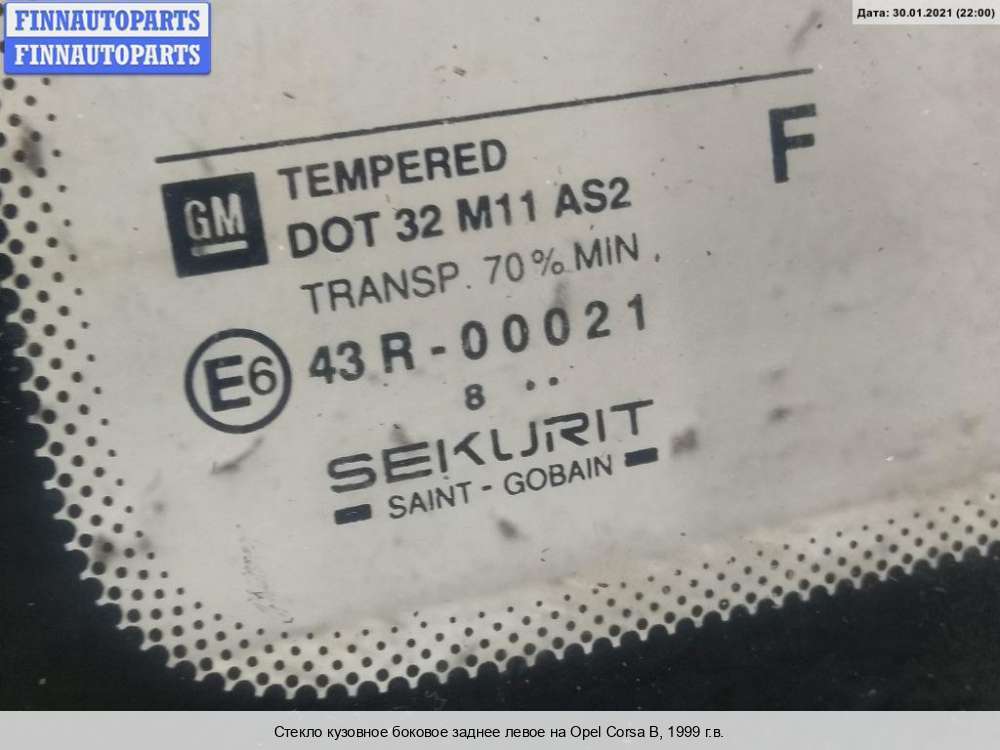 FINNAUTOPARTS
FINNAUTOPARTS
Дата: 30.01.2021 (22:00)
F
GM
TEMPERED
DOT 32 M11 AS2
TRANSP. 70% MIN.
E6 43 R - 00021
8 ..
SEKURIT
SAINT - GOBAIN
Стекло кузовное боковое заднее левое на Opel Corsa B, 1999 г.в.